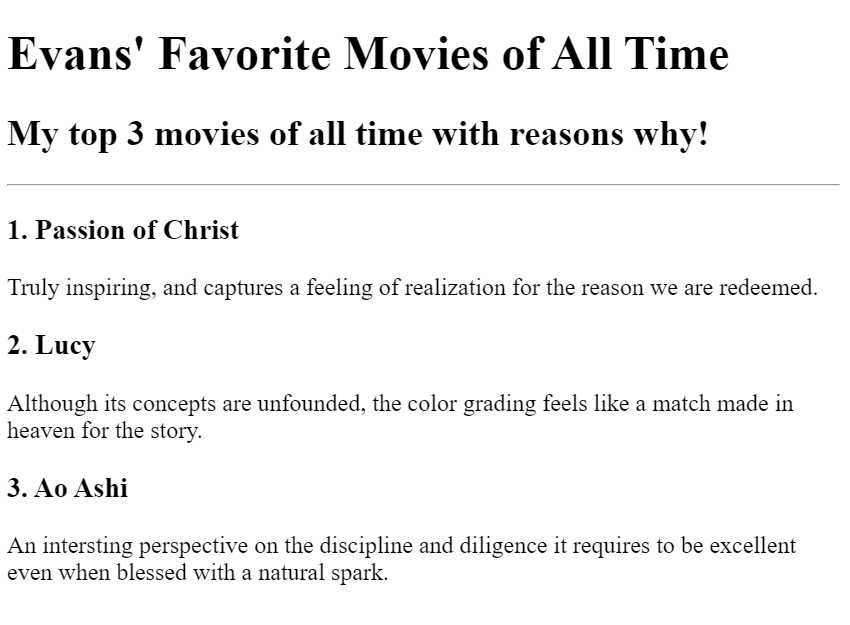 Evans' Favorite Movies of All Time
My top 3 movies of all time with reasons why!
1. Passion of Christ
Truly inspiring, and captures a feeling of realization for the reason we are redeemed.
2. Lucy
Although its concepts are unfounded, the color grading feels like a match made in
heaven for the story.
3. Ao Ashi
An intersting perspective on the discipline and diligence it requires to be excellent
even when blessed with a natural spark.